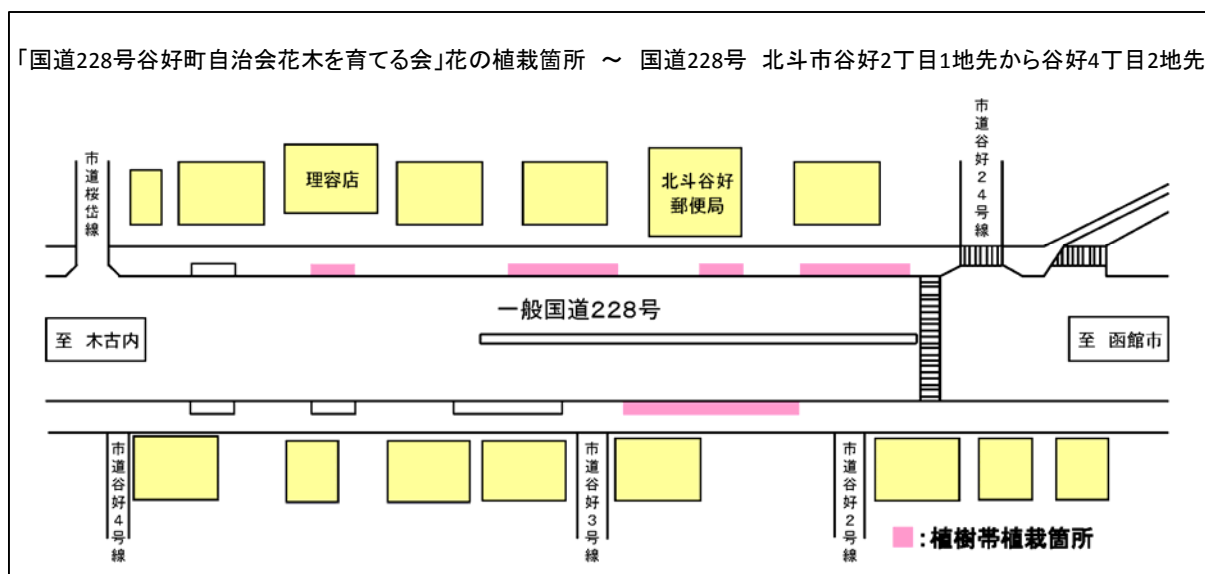 「国道228号谷好町自治会花木を育てる会」花の植栽箇所 ～ 国道228号 北斗市谷好2丁目1地先から谷好4丁目2地先
市道桜岱線
理容店
北斗谷好
郵便局
市道谷好24号線
一般国道228号
至 木古内
至 函館市
市道谷好4号線
市道谷好3号線
市道谷好2号線
：植樹帯植栽箇所